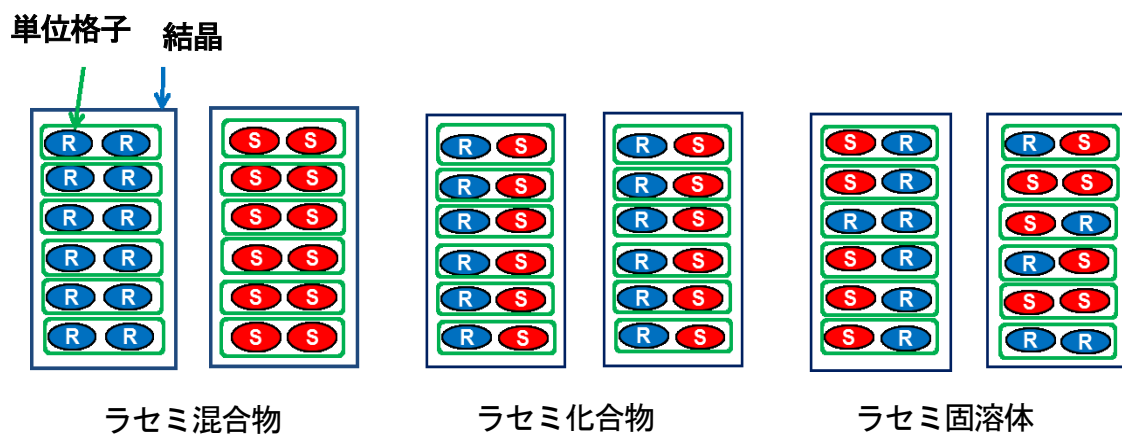 単位格子 結晶
R R S S R S R S S R R S
R R S S R S R S S R S S
R R S S R S R S R R S R
R R S S R S R S S R R S
R R S S R S R S S R S S
R R S S R S R S S R R R
ラセミ混合物 ラセミ化合物 ラセミ固溶体